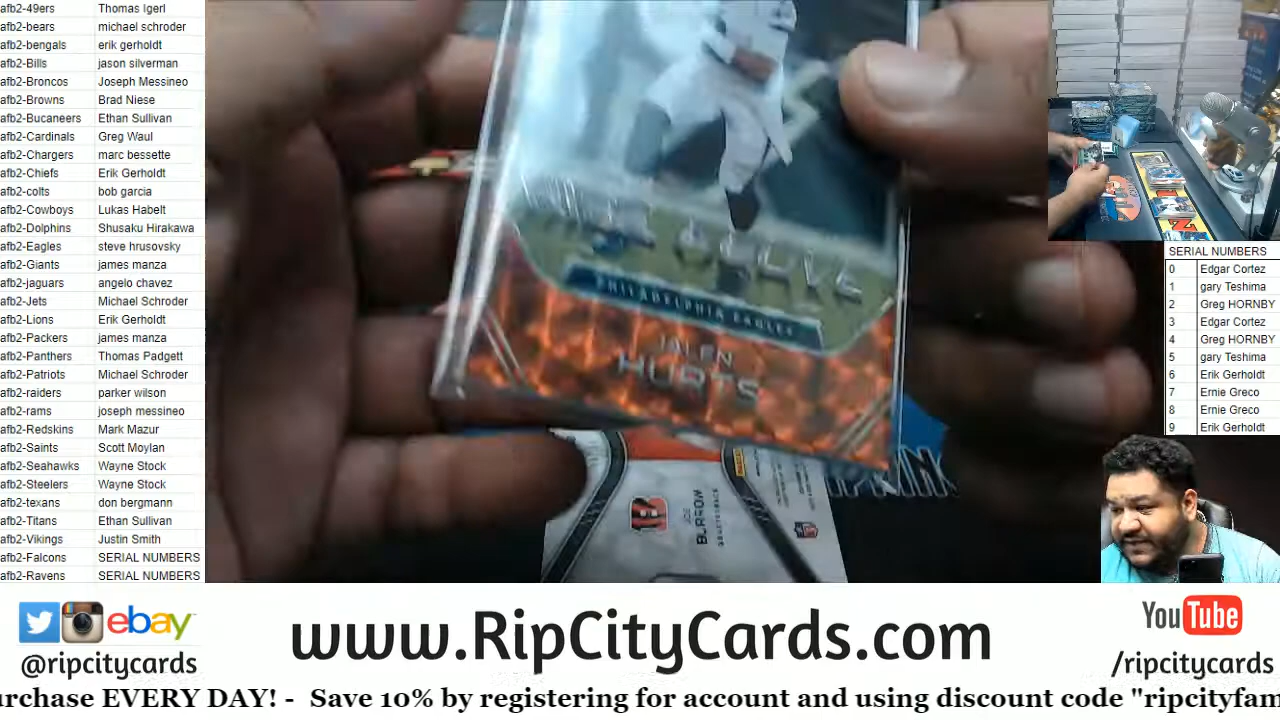 afb2-49ers Thomas Igerl
afb2-bears michael schroder
afb2-bengals erik gerholdt
afb2-Bills jason silverman
afb2-Broncos Joseph Messineo
afb2-Browns Brad Niese
afb2-Bucaneers Ethan Sullivan
afb2-Cardinals Greg Waul
afb2-Chargers marc bessette
afb2-Chiefs Erik Gerholdt
afb2-colts bob garcia
afb2-Cowboys Lukas Habelt
afb2-Dolphins Shusaku Hirakawa
afb2-Eagles steve hrusovsky
afb2-Giants james manza
afb2-jaguars angelo chavez
afb2-Jets Michael Schroder
afb2-Lions Erik Gerholdt
afb2-Packers james manza
afb2-Panthers Thomas Padgett
afb2-Patriots Michael Schroder
afb2-raiders parker wilson
afb2-rams joseph messineo
afb2-Redskins Mark Mazur
afb2-Saints Scott Moylan
afb2-Seahawks Wayne Stock
afb2-Steelers Wayne Stock
afb2-texans don bergmann
afb2-Titans Ethan Sullivan
afb2-Vikings Justin Smith
afb2-Falcons SERIAL NUMBERS
afb2-Ravens SERIAL NUMBERS
PHILADELPHIA EAGLES
JALEN
HURTS
JOE
BURROW
QUARTERBACK
SERIAL NUMBERS
0 Edgar Cortez
1 gary Teshima
2 Greg HORNBY
3 Edgar Cortez
4 Greg HORNBY
5 gary Teshima
6 Erik Gerholdt
7 Ernie Greco
8 Ernie Greco
9 Erik Gerholdt
ebay
@ripcitycards
www.RipCityCards.com
YouTube
/ripcitycards
urchase EVERY DAY! - Save 10% by registering for account and using discount code "ripcityfam